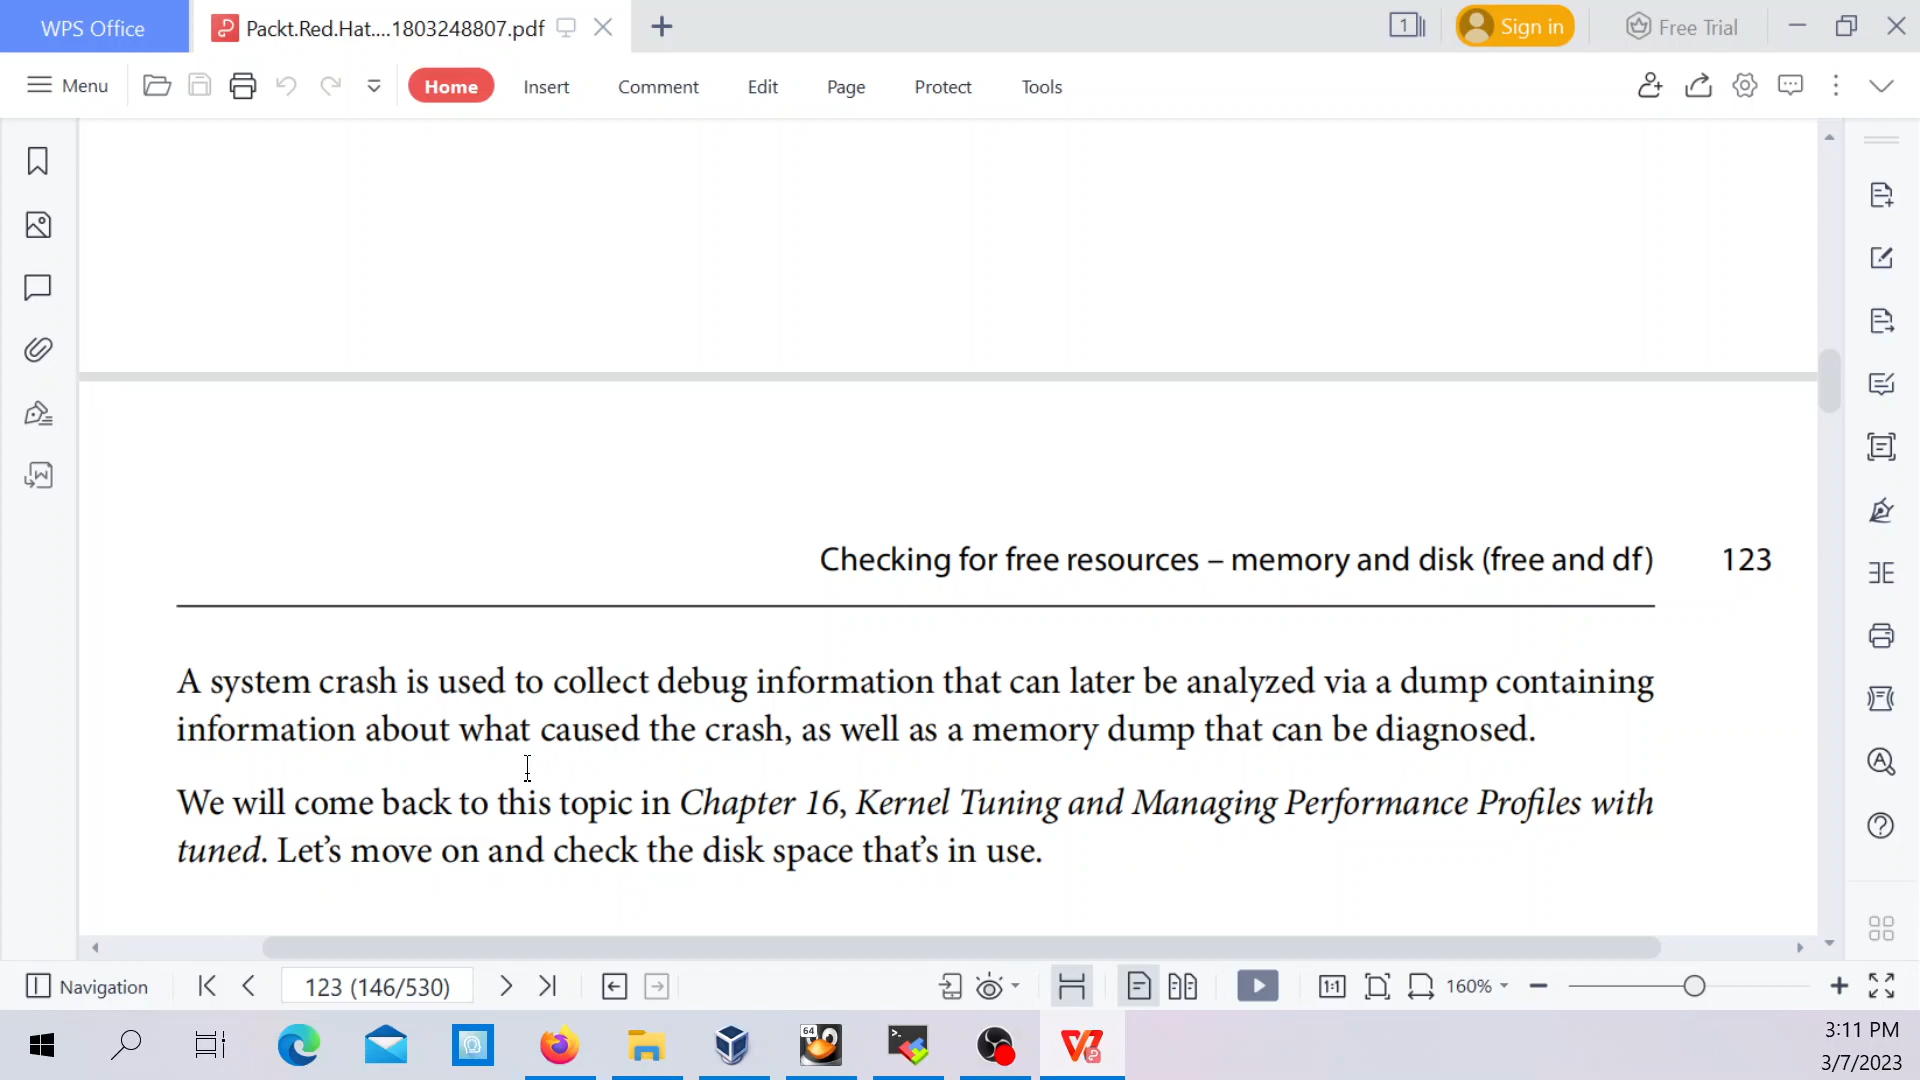 WPS Office
Packt.Red.Hat....1803248807.pdf
1
Sign in
Free Trial
Menu
Home
Insert
Comment
Edit
Page
Protect
Tools
Checking for free resources – memory and disk (free and df) 123
A system crash is used to collect debug information that can later be analyzed via a dump containing
information about what caused the crash, as well as a memory dump that can be diagnosed.
We will come back to this topic in Chapter 16, Kernel Tuning and Managing Performance Profiles with
tuned. Let's move on and check the disk space that's in use.
Navigation
123 (146/530)
1:1
160%
64
3:11 PM
3/7/2023